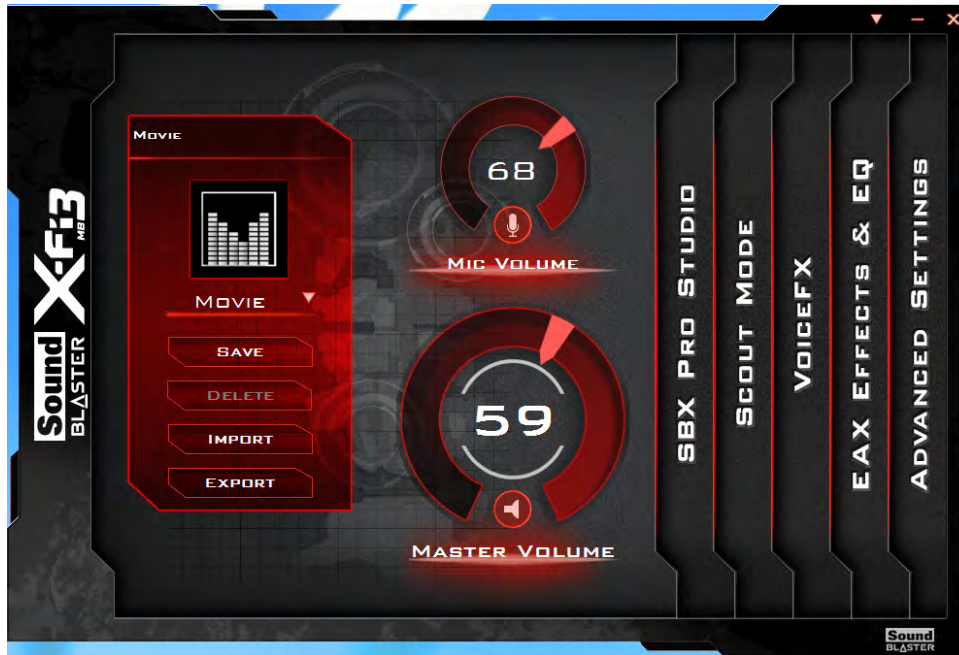 Sound
BLASTER
X-Fi3
MB
Movie
Movie
Save
Delete
Import
Export
68
Mic Volume
59
Master Volume
SBX Pro Studio
Scout Mode
VoiceFX
EAX Effects & EQ
Advanced Settings
Sound
BLASTER